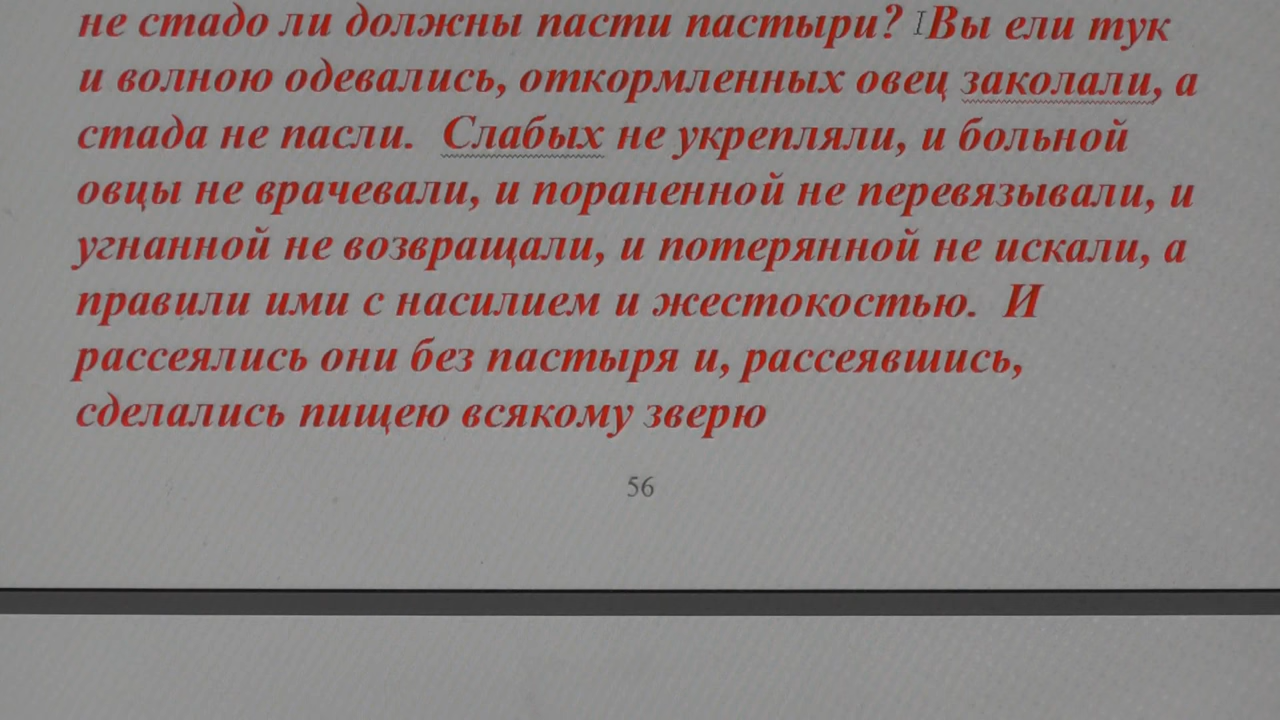 не стадо ли должны пасти пастыри? Вы ели тук
и волною одевались, откормленных овец заколали, а
стада не пасли. Слабых не укрепляли, и больной
овцы не врачевали, и пораненной не перевязывали, и
угнанной не возвращали, и потерянной не искали, а
правили ими с насилием и жестокостью. И
рассеялись они без пастыря и, рассеявшись,
сделались пищею всякому зверю
56